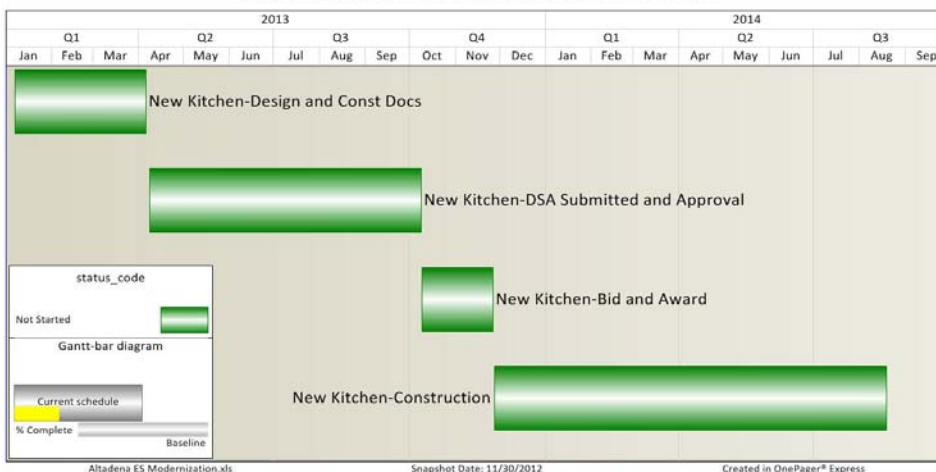 2013 2014
Q1 Q2 Q3 Q4 Q1 Q2 Q3
Jan Feb Mar Apr May Jun Jul Aug Sep Oct Nov Dec Jan Feb Mar Apr May Jun Jul Aug Sep
New Kitchen-Design and Const Docs
New Kitchen-DSA Submitted and Approval
New Kitchen-Bid and Award
New Kitchen-Construction
status_code
Not Started
Gantt-bar diagram
Current schedule
% Complete
Baseline
Altadena ES Modernization.xls Snapshot Date: 11/30/2012 Created in OnePager® Express